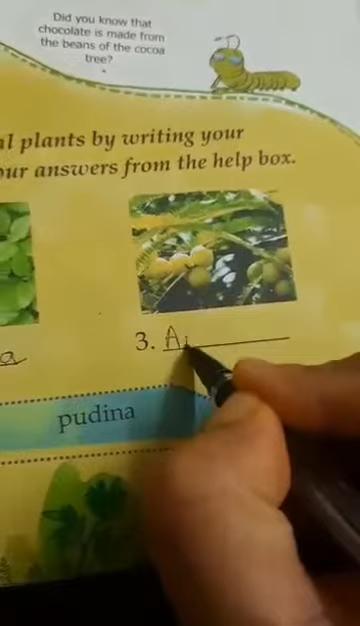 Did you know that
chocolate is made from
the beans of the cocoa
tree?
al plants by writing your
our answers from the help box.
a
3. A
pudina